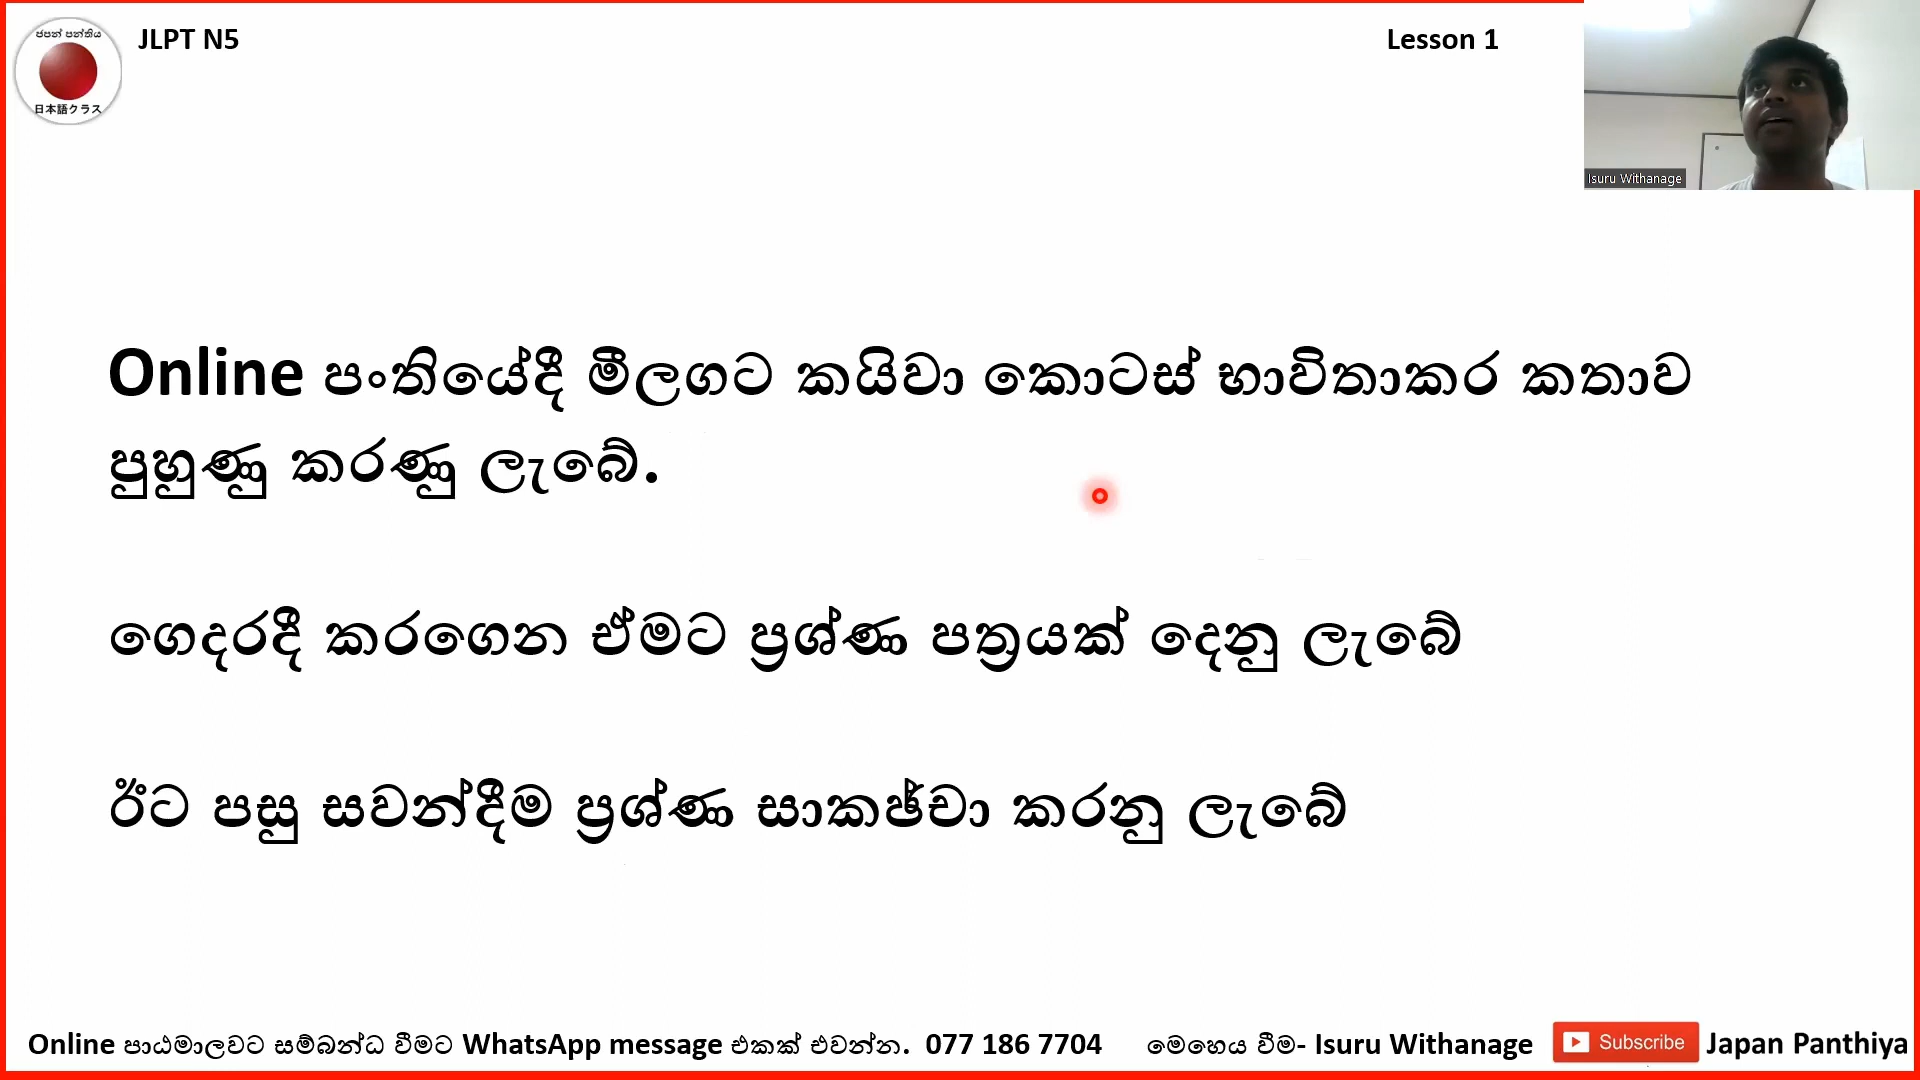 ජපන් පන්තිය
日本語クラス
JLPT N5
Lesson 1
Isuru Withanage
Online පංතියේදී මීලගට කයිවා කොටස් භාවිතාකර කතාව
පුහුණු කරණු ලැබේ.
ගෙදරදී කරගෙන ඒමට ප්‍රශ්ණ පත්‍රයක් දෙනු ලැබේ
ඊට පසු සවන්දීම ප්‍රශ්ණ සාකඡ්චා කරනු ලැබේ
Online පාඨමාලවට සම්බන්ධ වීමට WhatsApp message එකක් එවන්න. 077 186 7704 මෙහෙය වීම- Isuru Withanage Subscribe Japan Panthiya